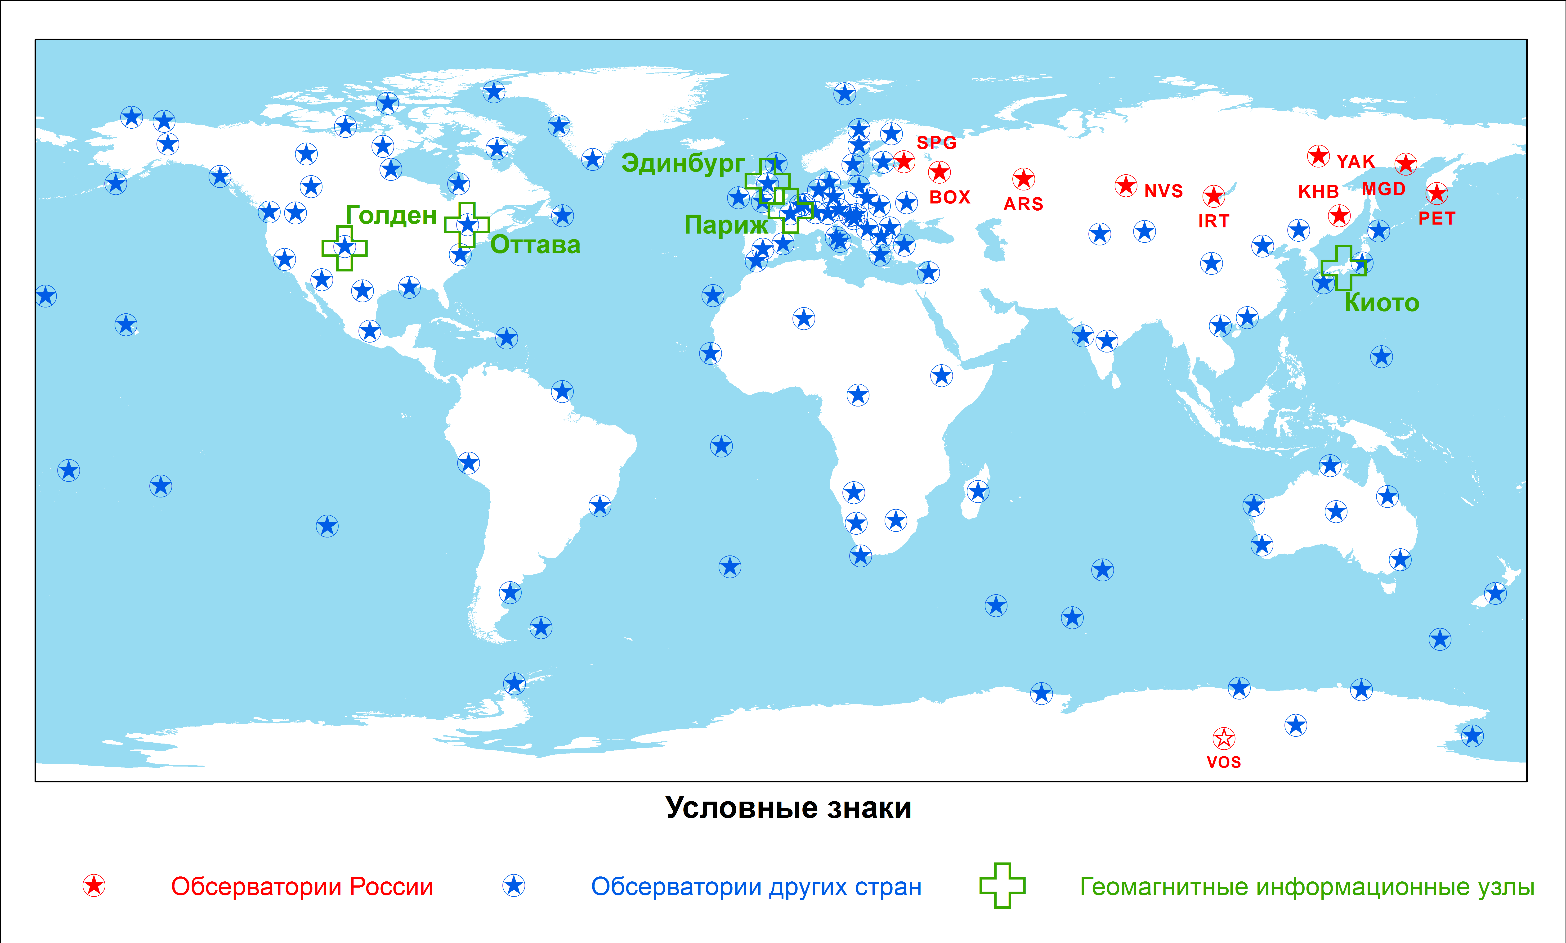 SPG
Эдинбург
YAK
BOX
ARS
NVS
IRT
KHB
MGD
PET
Голден
Париж
Оттава
Киото
VOS
Условные знаки
Обсерватории России
Обсерватории других стран
Геомагнитные информационные узлы